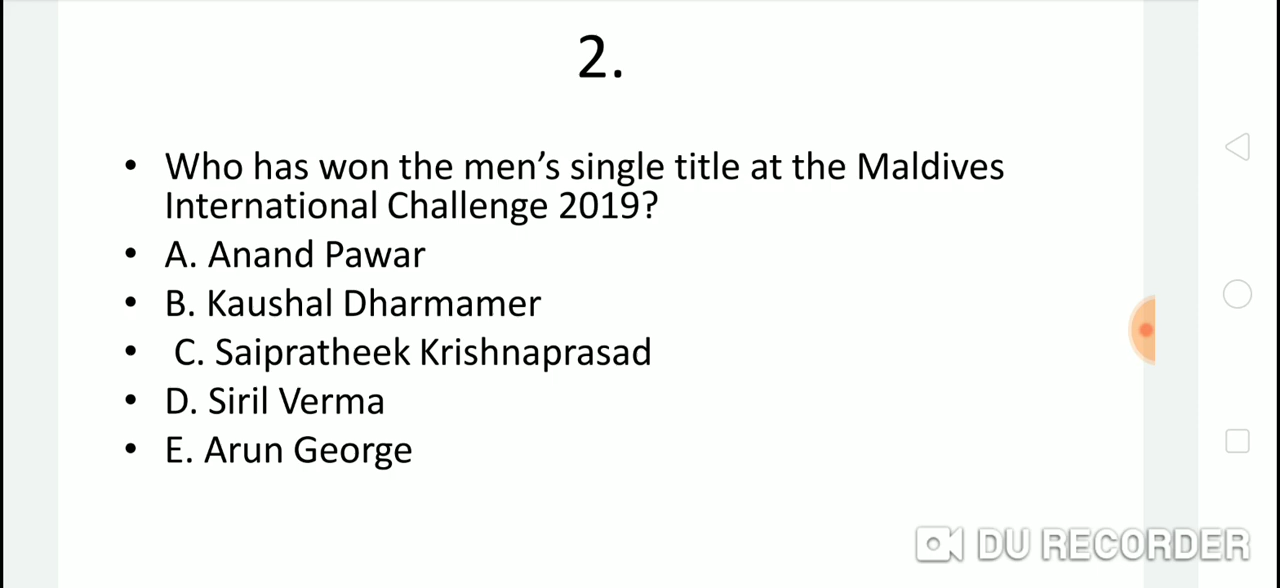 2.
• Who has won the men’s single title at the Maldives
International Challenge 2019?
• A. Anand Pawar
• B. Kaushal Dharmamer
• C. Saipratheek Krishnaprasad
• D. Siril Verma
• E. Arun George
DU RECORDER